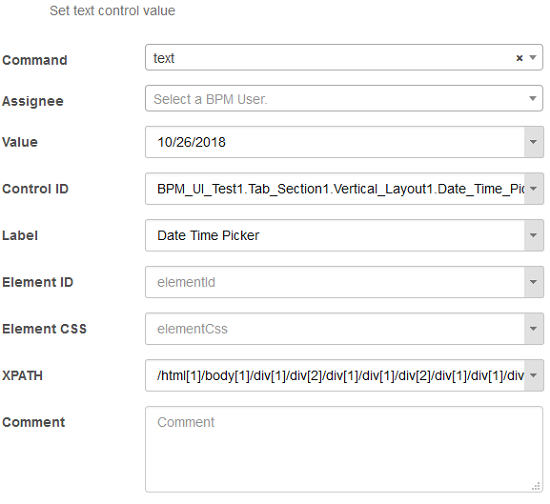 Set text control value
Command text × 
Assignee Select a BPM User.
Value 10/26/2018
Control ID BPM_UI_Test1.Tab_Section1.Vertical_Layout1.Date_Time_Pic
Label Date Time Picker
Element ID elementId
Element CSS elementCss
XPATH /html[1]/body[1]/div[1]/div[2]/div[1]/div[1]/div[2]/div[1]/div[1]/div
Comment Comment